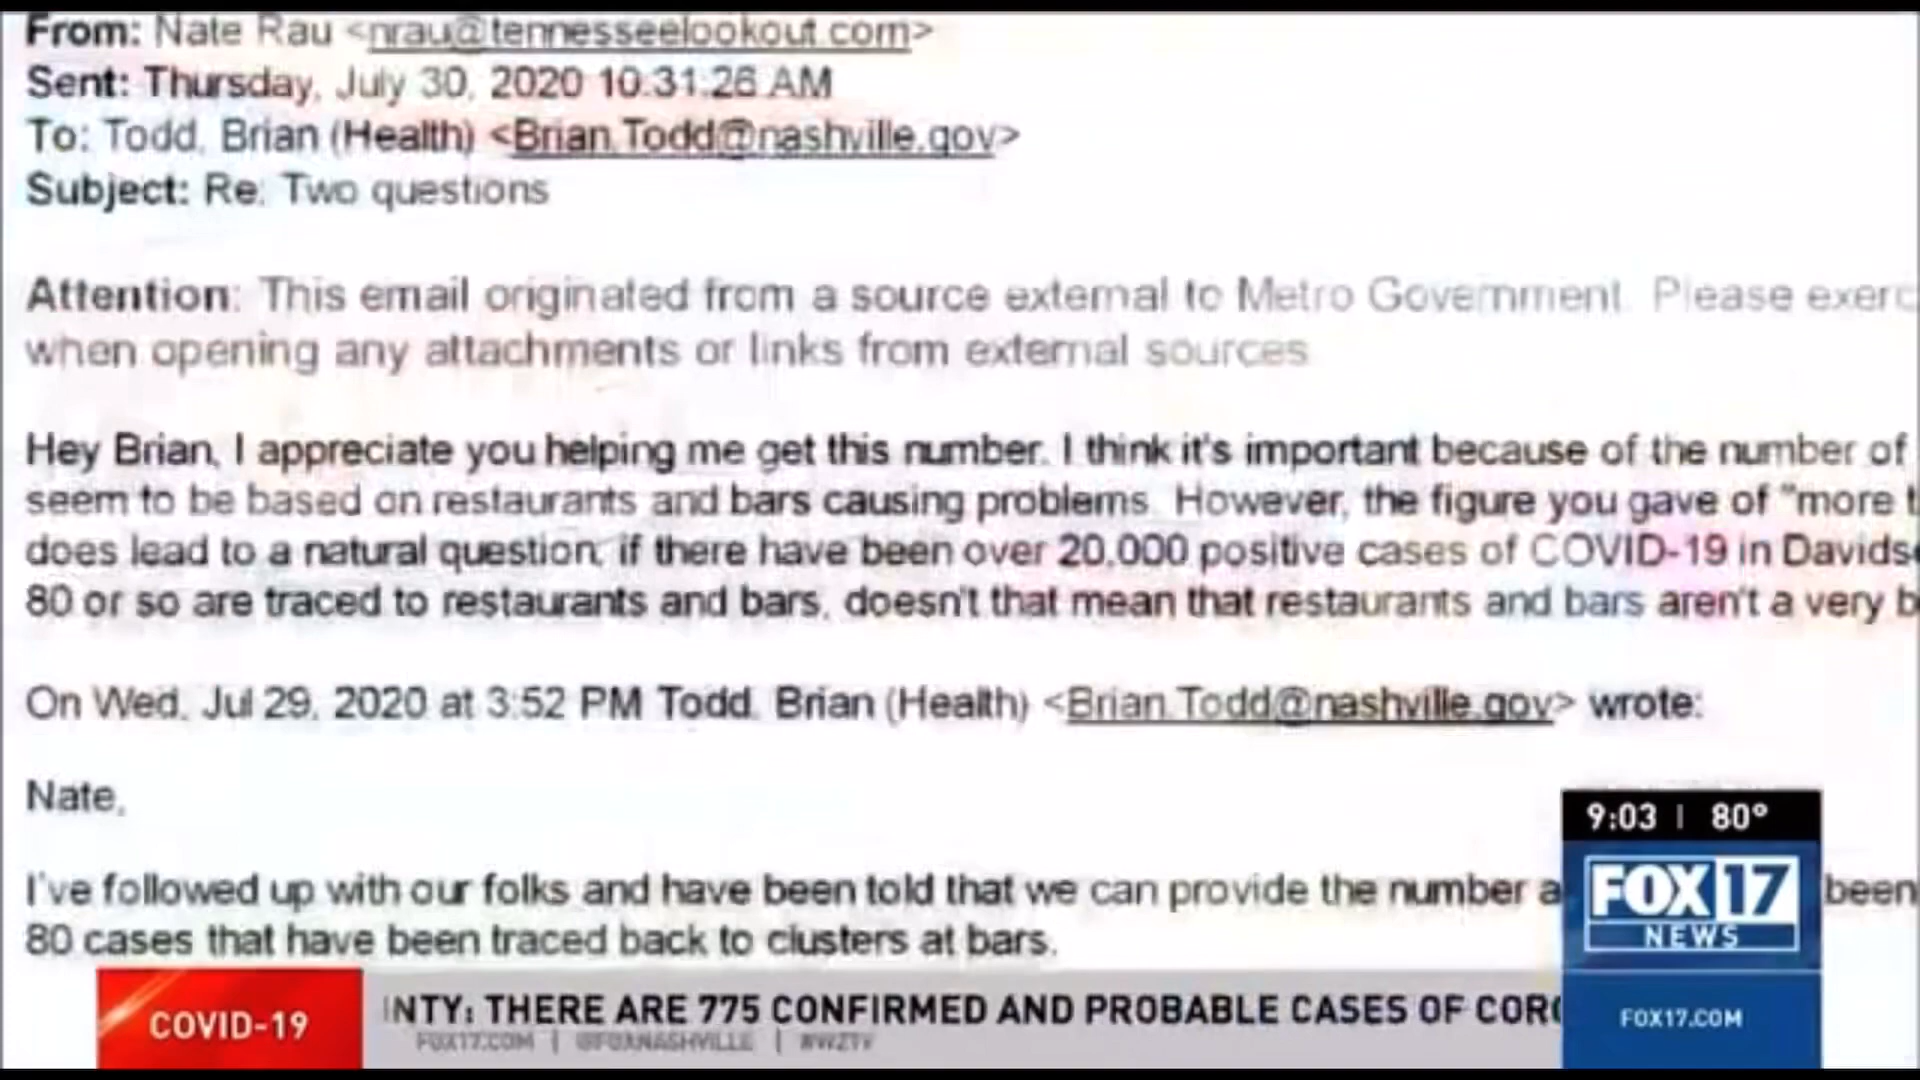 From: Nate Rau <nrau@tennesseelookout.com>
Sent: Thursday, July 30, 2020 10:31:26 AM
To: Todd, Brian (Health) <Brian.Todd@nashville.gov>
Subject: Re: Two questions
Attention: This email originated from a source external to Metro Government. Please exerc
when opening any attachments or links from external sources
Hey Brian, I appreciate you helping me get this number. I think it's important because of the number of
seem to be based on restaurants and bars causing problems. However, the figure you gave of "more t
does lead to a natural question, if there have been over 20,000 positive cases of COVID-19 in Davids
80 or so are traced to restaurants and bars, doesn't that mean that restaurants and bars aren't a very b
On Wed, Jul 29, 2020 at 3:52 PM Todd, Brian (Health) <Brian.Todd@nashville.gov> wrote:
Nate,
I've followed up with our folks and have been told that we can provide the number a been
80 cases that have been traced back to clusters at bars.
9:03 | 80°
FOX 17
NEWS
COVID-19
NTY: THERE ARE 775 CONFIRMED AND PROBABLE CASES OF COR
FOX17.COM | @FOXNASHVILLE | #WZTV
FOX17.COM